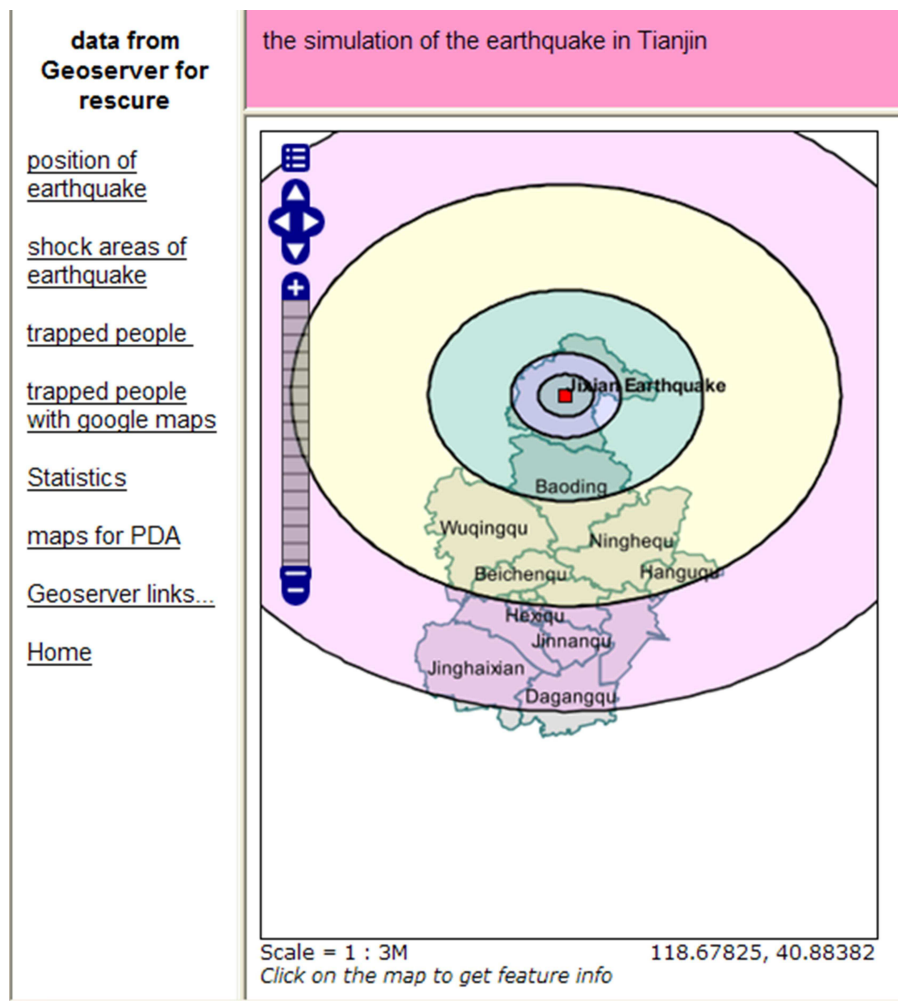 data from
Geoserver for
rescure
position of
earthquake
shock areas of
earthquake
trapped people
trapped people
with google maps
Statistics
maps for PDA
Geoserver links...
Home
the simulation of the earthquake in Tianjin
Jixian Earthquake
Baoding
Wuqingqu
Ninghequ
Beichenqu
Hanguqu
Hexiqu
Jinnanqu
Jinghaixian
Dagangqu
Scale = 1 : 3M
118.67825, 40.88382
Click on the map to get feature info